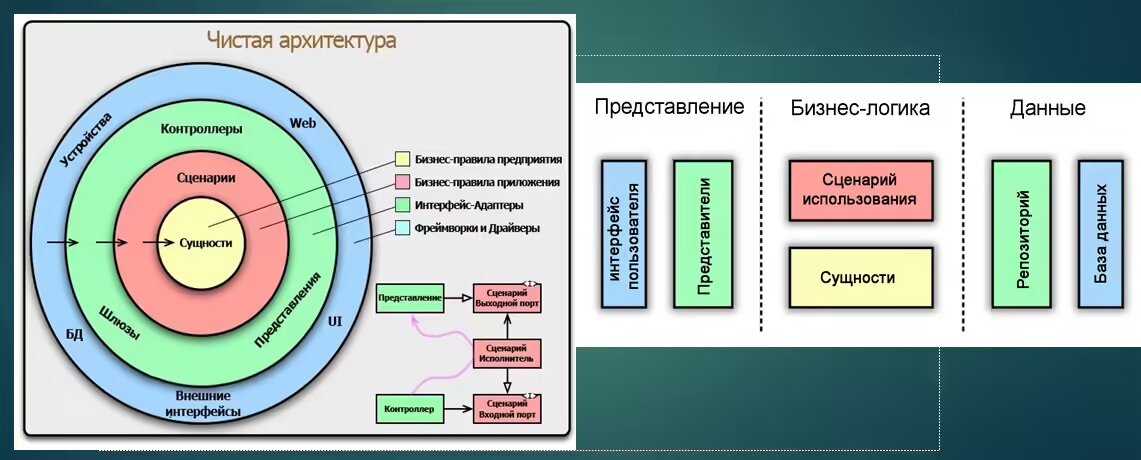 Чистая архитектура
Устройства
Web
Контроллеры
Сценарии
Сущности
Шлюзы
Представления
БД
UI
Внешние
интерфейсы
Бизнес-правила предприятия
Бизнес-правила приложения
Интерфейс-Адаптеры
Фреймворки и Драйверы
Представление
Сценарий
Выходной порт
<I>
Сценарий
Исполнитель
Контроллер
Сценарий
Входной порт
<I>
Представление
интерфейс
пользователя
Представители
Бизнес-логика
Сценарий
использования
Сущности
Данные
Репозиторий
База данных